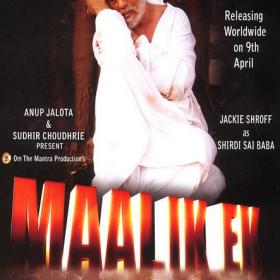 Releasing
Worldwide
on 9th
April
ANUP JALOTA
&
SUDHIR CHOUDHRIE
PRESENT
Om The Mantra Production's
JACKIE SHROFF
as
SHIRDI SAI BABA
MAALIK EK